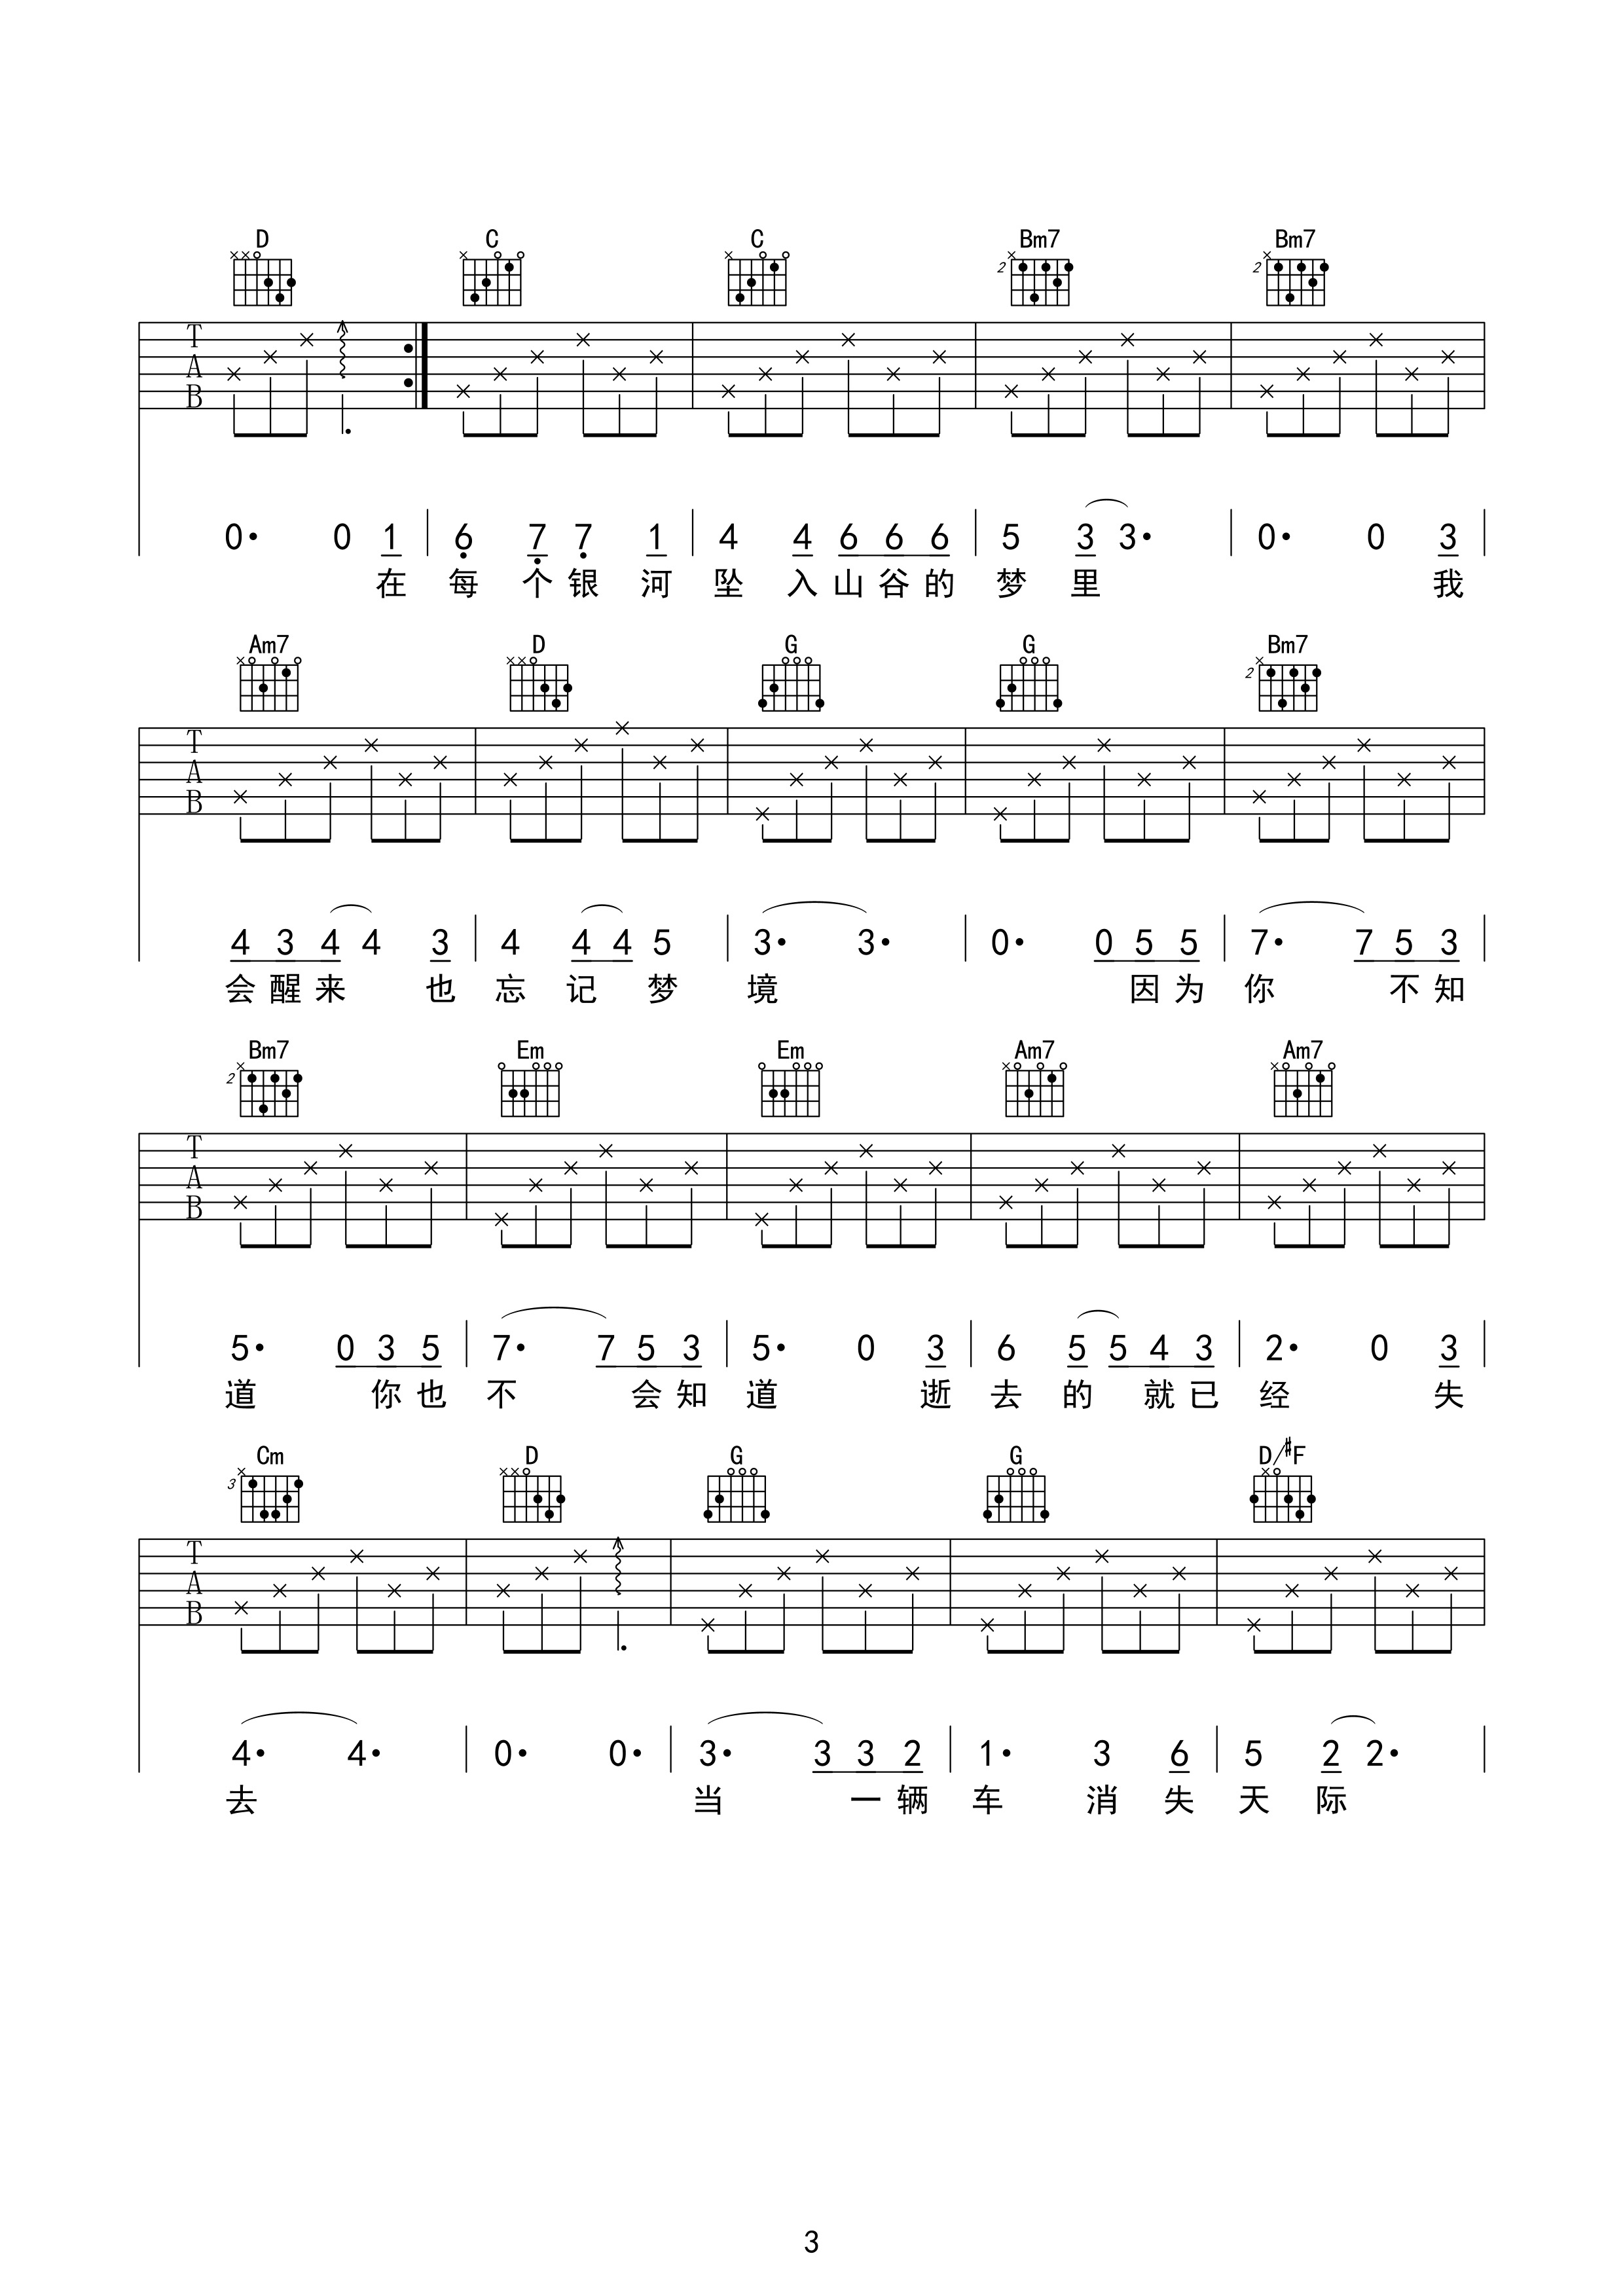 D C C Bm7 Bm7
2 2
T
A
B
0· 0 1 6 7 7 1 4 4 6 6 6 5 3 3· 0· 0 3
在 每 个 银 河 坠 入 山 谷 的 梦 里 我
Am7 D G G Bm7
2
T
A
B
4 3 4 4 3 4 4 4 5 3· 3· 0· 0 5 5 7· 7 5 3
会 醒 来 也 忘 记 梦 境 因 为 你 不 知
Bm7 Em Em Am7 Am7
2
T
A
B
5· 0 3 5 7· 7 5 3 5· 0 3 6 5 5 4 3 2· 0 3
道 你 也 不 会 知 道 逝 去 的 就 已 经 失
Cm D G G D/#F
3
T
A
B
4· 4· 0· 0· 3· 3 3 2 1· 3 6 5 2 2·
去 当 一 辆 车 消 失 天 际
3